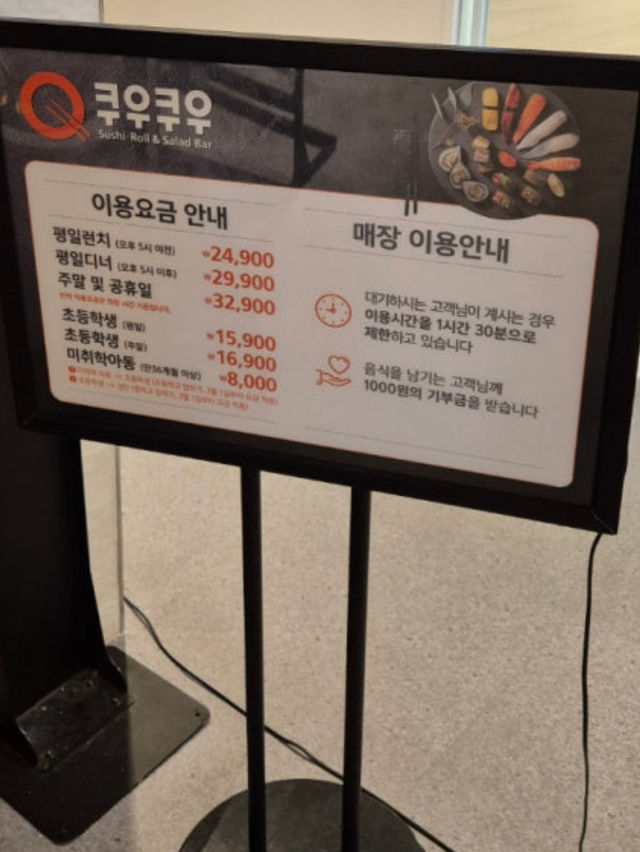 쿠우쿠우
Sushi·Roll & Salad Bar
이용요금 안내
평일런치 (오후 5시 이전) ₩24,900
평일디너 (오후 5시 이후) ₩29,900
주말 및 공휴일 ₩32,900
초등학생 (평일) ₩15,900
초등학생 (주말) ₩16,900
미취학아동 (만36개월 이상) ₩8,000
매장 이용안내
대기하시는 고객님이 계시는 경우
이용시간을 1시간 30분으로
제한하고 있습니다
음식을 남기는 고객님께
1000원의 기부금을 받습니다